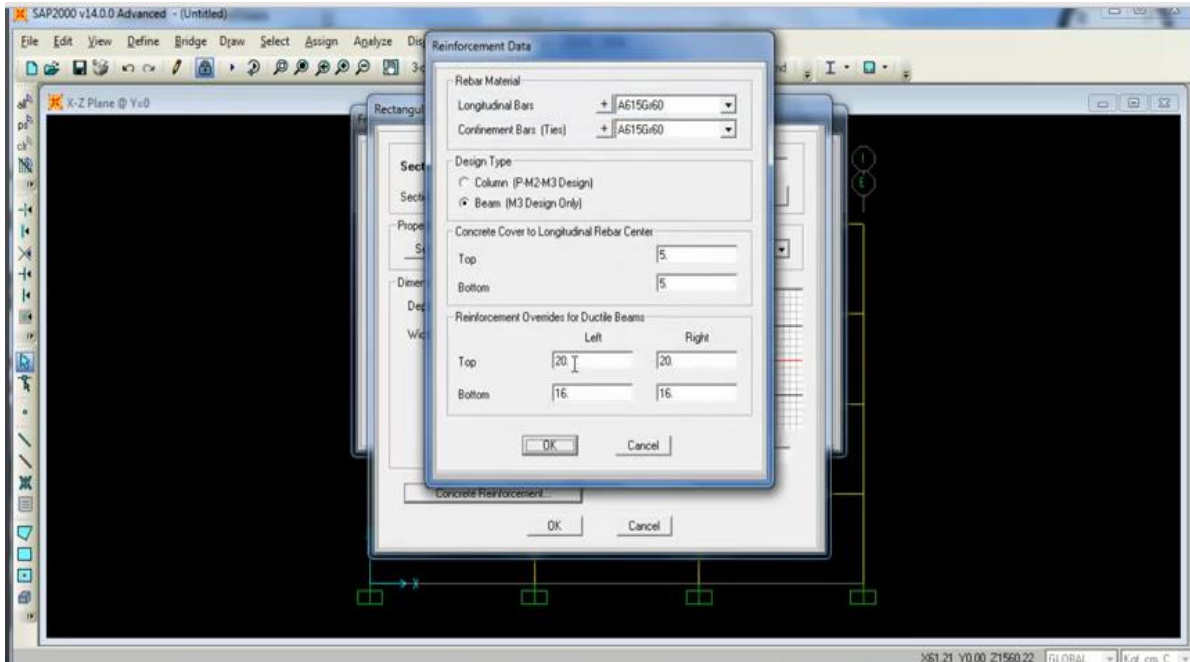 SAP2000 v14.0.0 Advanced - (Untitled)
File Edit View Define Bridge Draw Select Assign Analyze
X-Z Plane @ Y=0
Reinforcement Data
Rebar Material
Longitudinal Bars + A615Gr60
Confinement Bars (Ties) + A615Gr60
Design Type
Column (P-M2-M3 Design)
Beam (M3 Design Only)
Concrete Cover to Longitudinal Rebar Center
Top 5.
Bottom 5.
Reinforcement Overrides for Ductile Beams
Left Right
Top 20. 20.
Bottom 16. 16.
OK Cancel
Concrete Reinforcement...
OK Cancel
X
X61.21 Y0.00 Z1560.22 GLOBAL Kgf, cm, C